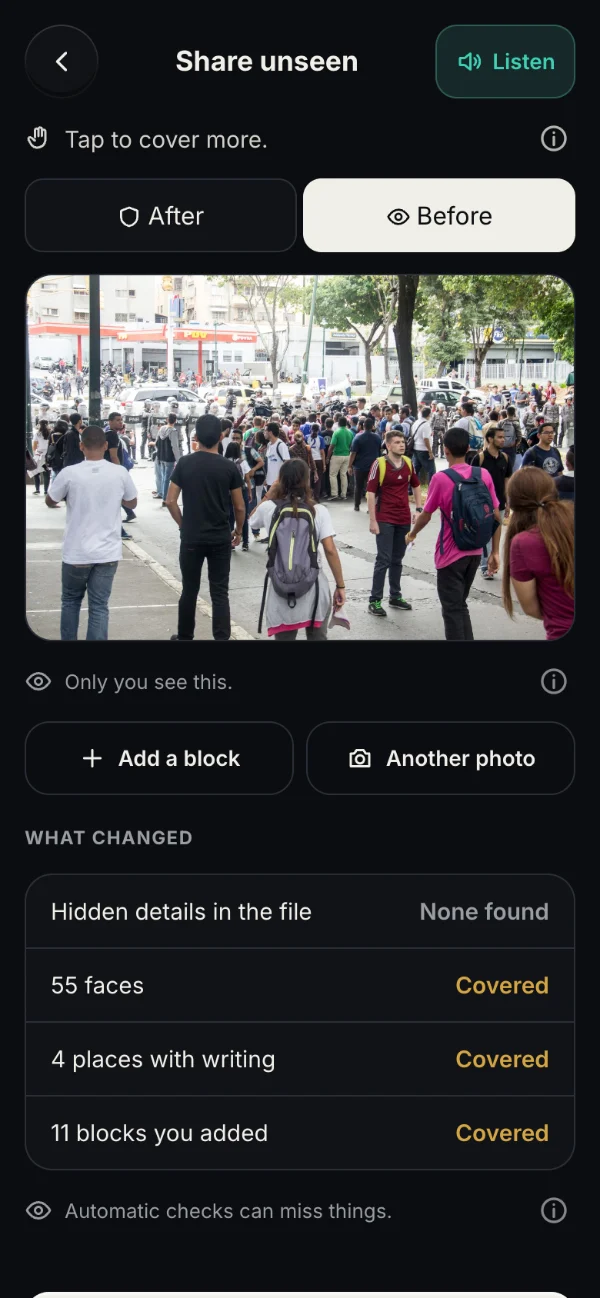 Share unseen
Listen
Tap to cover more.
After
Before
PDV
Only you see this.
Add a block
Another photo
WHAT CHANGED
Hidden details in the file
None found
55 faces
Covered
4 places with writing
Covered
11 blocks you added
Covered
Automatic checks can miss things.